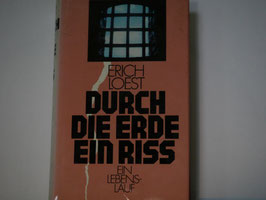 ERICH
LOEST
DURCH
DIE ERDE
EIN RISS
EIN
LEBENS-
LAUF